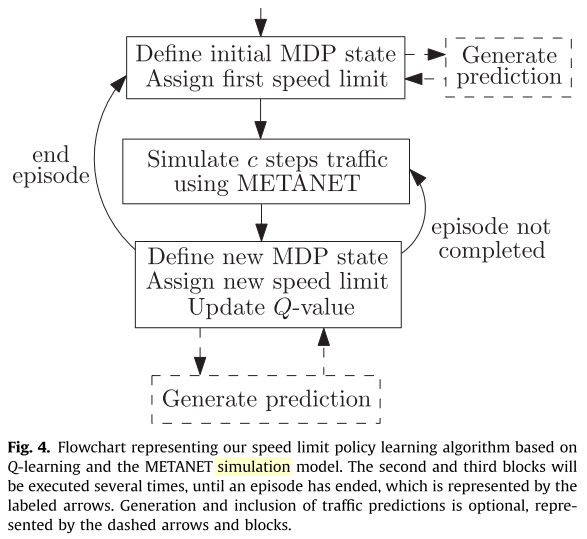 Define initial MDP state
Assign first speed limit
Generate
prediction
end
episode
Simulate c steps traffic
using METANET
episode not
completed
Define new MDP state
Assign new speed limit
Update Q-value
Generate prediction
Fig. 4. Flowchart representing our speed limit policy learning algorithm based on
Q-learning and the METANET simulation model. The second and third blocks will
be executed several times, until an episode has ended, which is represented by the
labeled arrows. Generation and inclusion of traffic predictions is optional, repre-
sented by the dashed arrows and blocks.